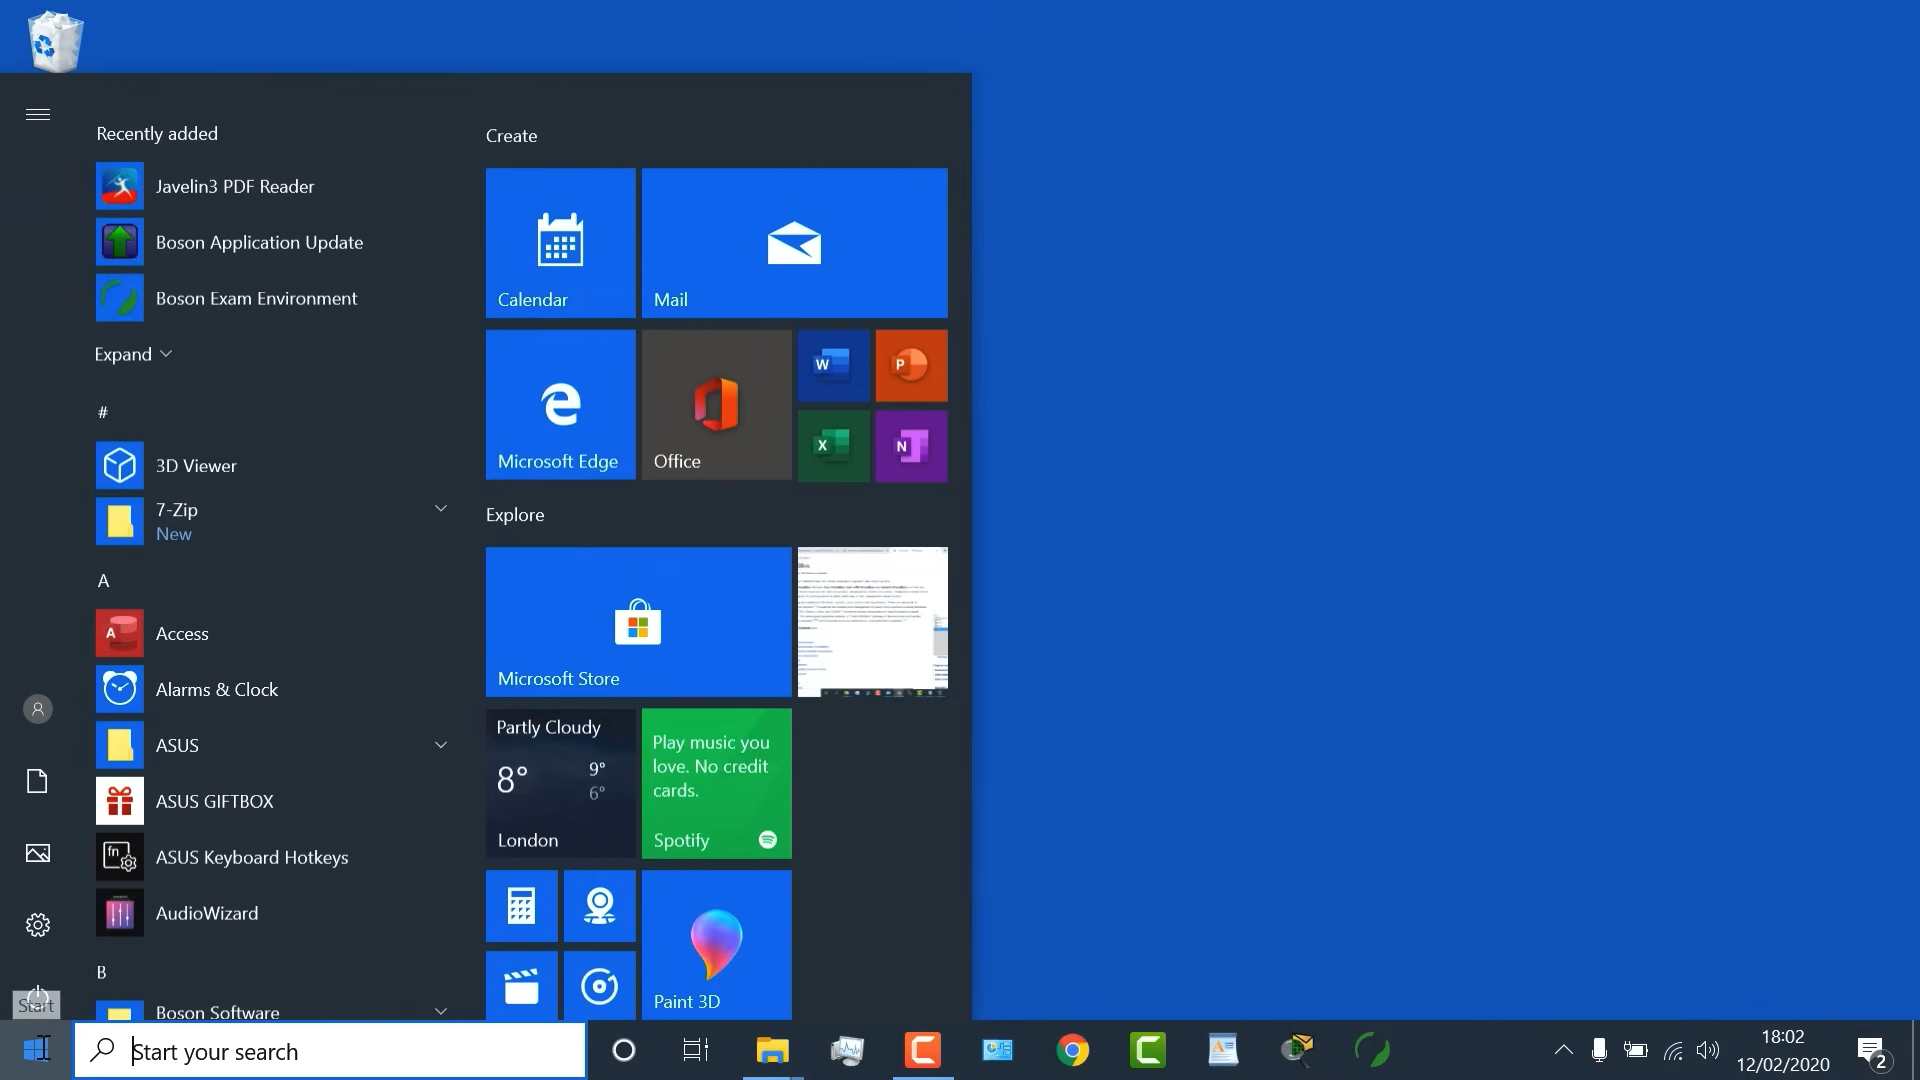 Recently added
Javelin3 PDF Reader
Boson Application Update
Boson Exam Environment
Expand
#
3D Viewer
7-Zip
New
A
A
Access
Alarms & Clock
ASUS
ASUS GIFTBOX
fn
ASUS Keyboard Hotkeys
AudioWizard
B
Boson Software
Start
Create
Calendar
Mail
Microsoft Edge
Office
W
P
X
N
Explore
Microsoft Store
Partly Cloudy
8°
9°
6°
London
Play music you
love. No credit
cards.
Spotify
Paint 3D
Start your search
18:02
12/02/2020
2